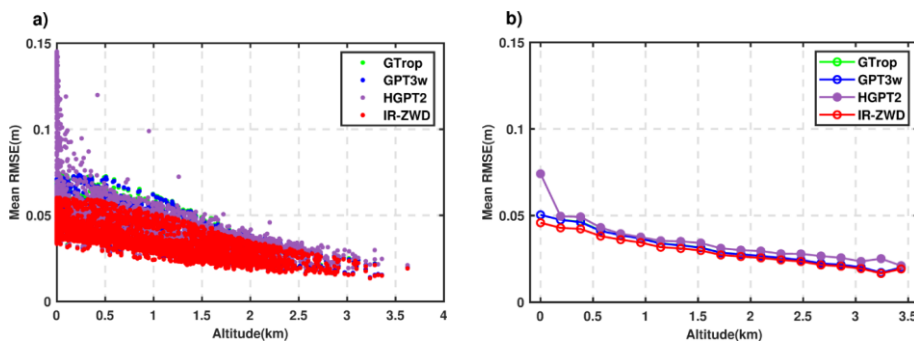 a)
0.15
0.1
0.05
0
Mean RMSE(m)
GTrop
GPT3w
HGPT2
IR-ZWD
0 0.5 1 1.5 2 2.5 3 3.5 4
Altitude(km)
b)
0.15
0.1
0.05
0
Mean RMSE(m)
GTrop
GPT3w
HGPT2
IR-ZWD
0 0.5 1 1.5 2 2.5 3 3.5
Altitude(km)